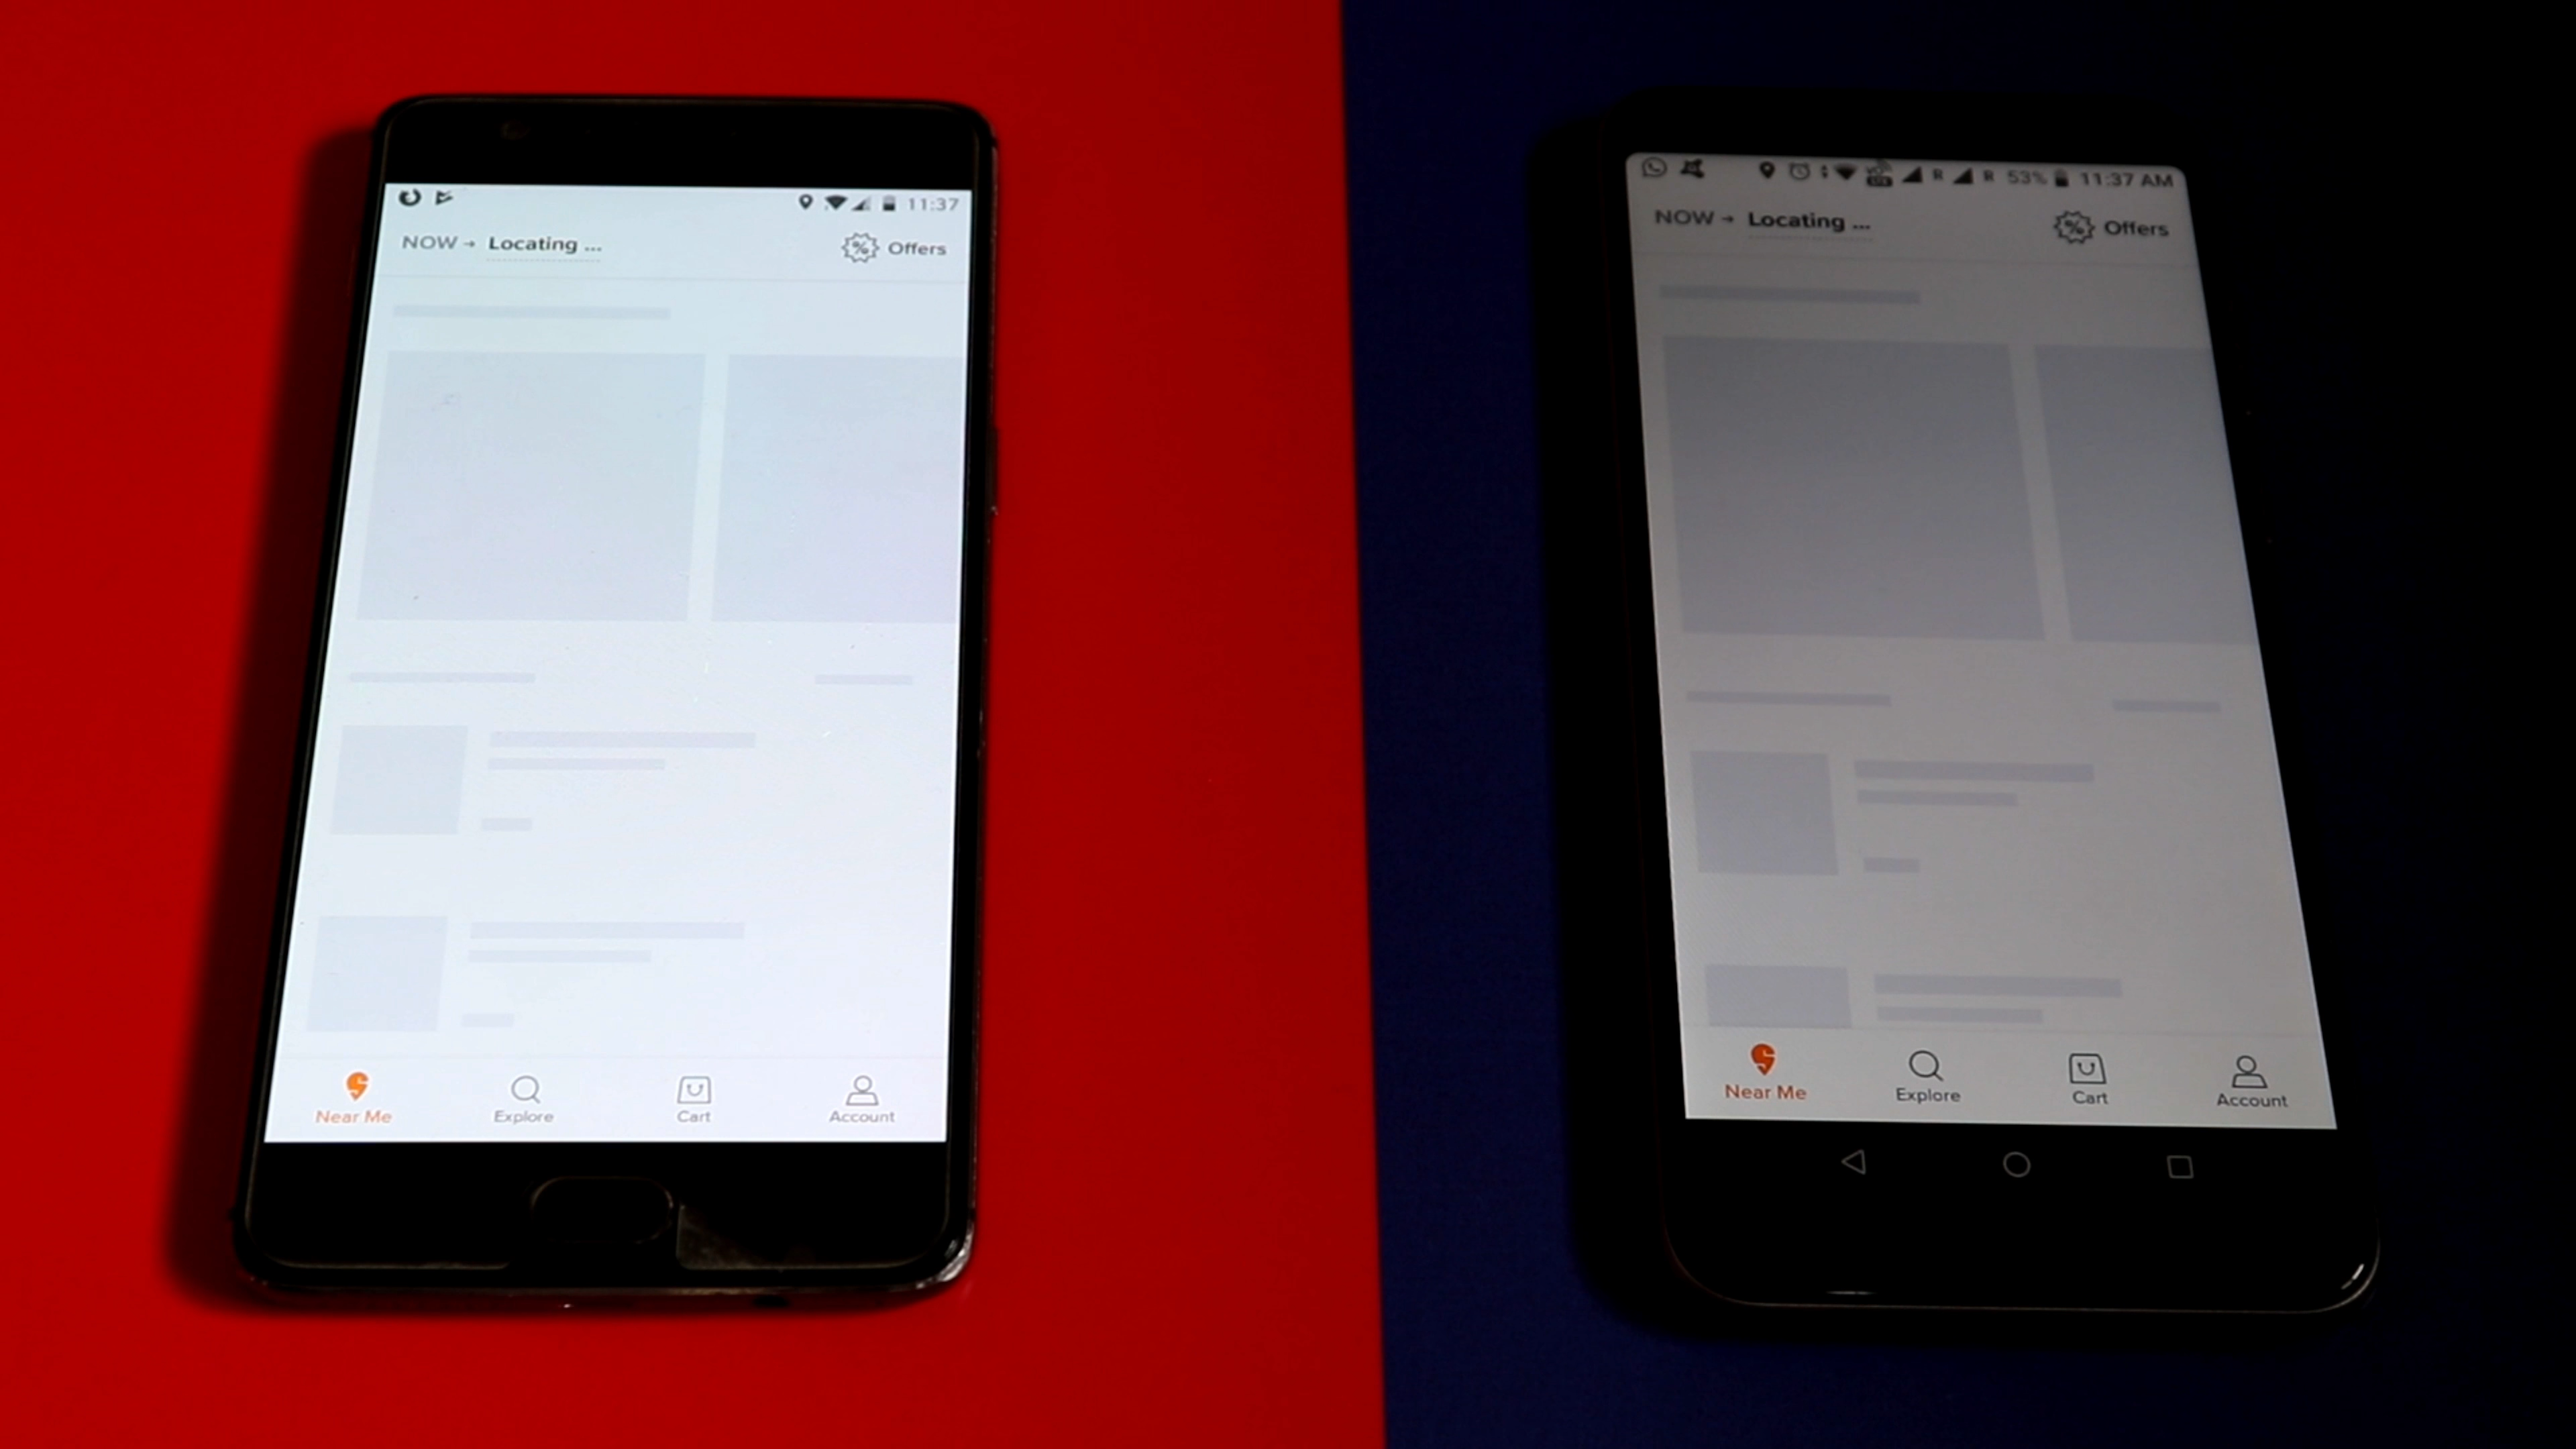 11:37
NOW → Locating ...
Offers
Near Me
Explore
Cart
Account
VoLTE R R 53% 11:37 AM
NOW → Locating ...
Offers
Near Me
Explore
Cart
Account